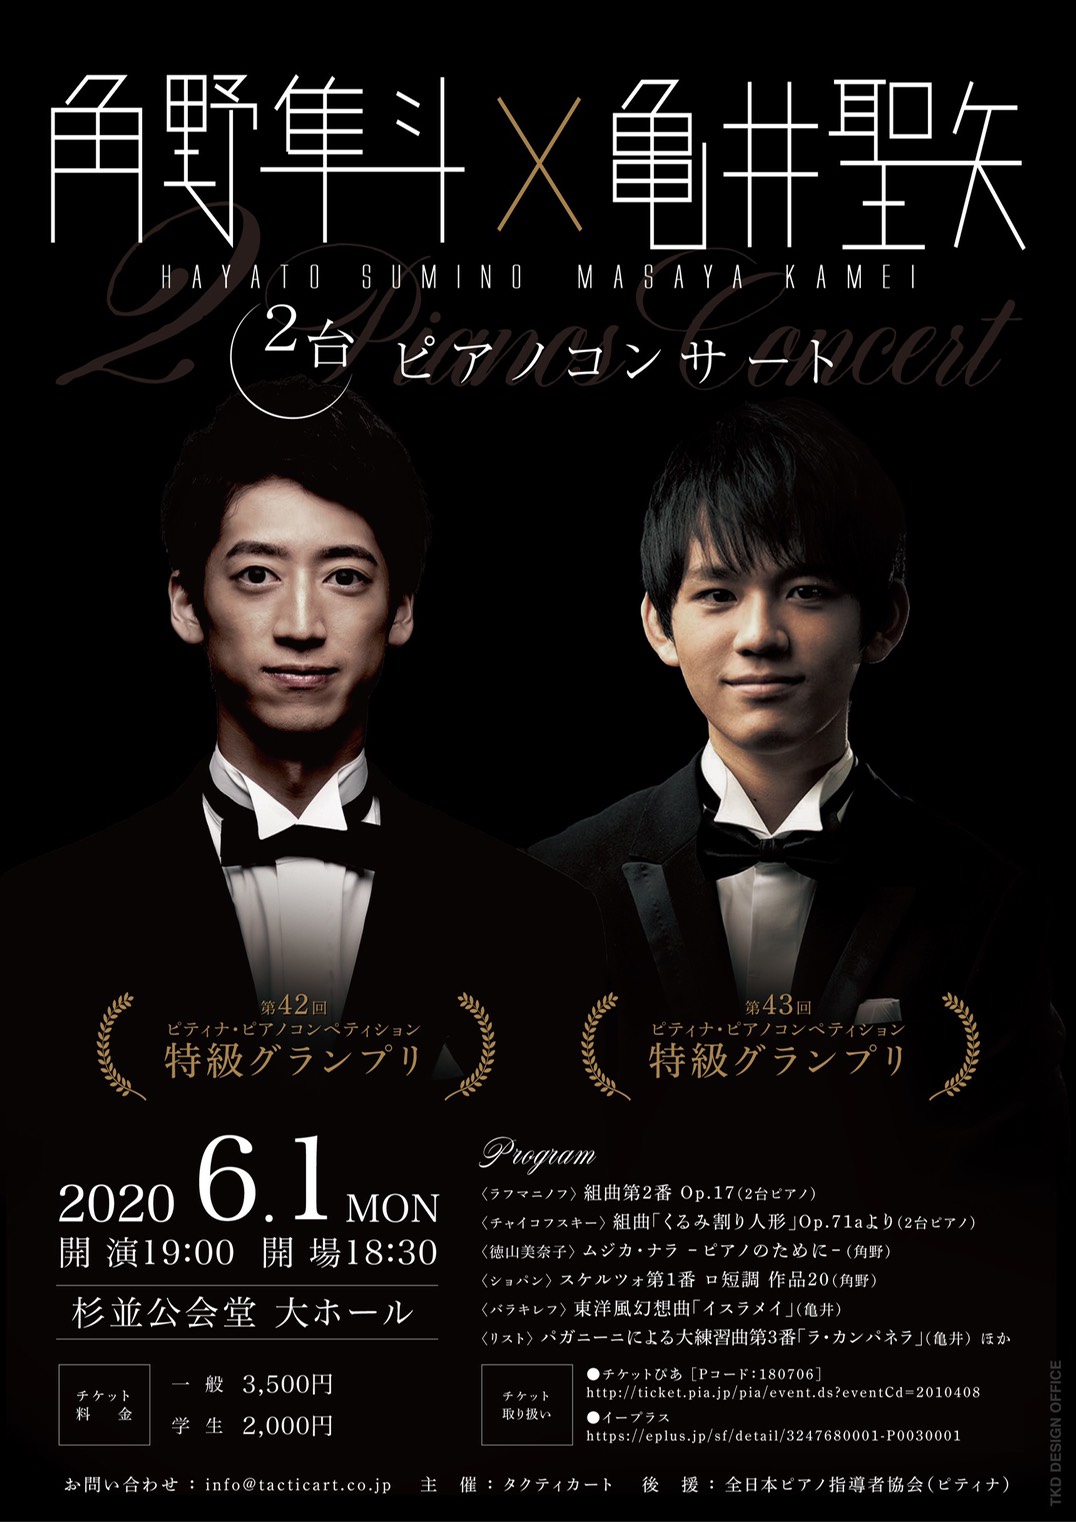 角野隼斗×亀井聖矢
HAYATO SUMINO MASAYA KAMEI
2 Pianos Concert
2台 ピアノコンサート
第42回
ピティナ・ピアノコンペティション
特級グランプリ
第43回
ピティナ・ピアノコンペティション
特級グランプリ
2020 6.1 MON
開演19:00 開場18:30
杉並公会堂 大ホール
チケット
料金
一般 3,500円
学生 2,000円
Program
〈ラフマニノフ〉組曲第2番 Op.17(2台ピアノ)
〈チャイコフスキー〉組曲「くるみ割り人形」Op.71aより(2台ピアノ)
〈徳山美奈子〉ムジカ・ナラ −ピアノのために−(角野)
〈ショパン〉スケルツォ第1番 ロ短調 作品20(角野)
〈バラキレフ〉東洋風幻想曲「イスラメイ」(亀井)
〈リスト〉パガニーニによる大練習曲第3番「ラ・カンパネラ」(亀井) ほか
チケット
取り扱い
●チケットぴあ [Pコード:180706]
http://ticket.pia.jp/pia/event.ds?eventCd=2010408
●イープラス
https://eplus.jp/sf/detail/3247680001-P0030001
お問い合わせ:info@tacticart.co.jp 主催:タクティカート 後援:全日本ピアノ指導者協会(ピティナ)
TKD DESIGN OFFICE